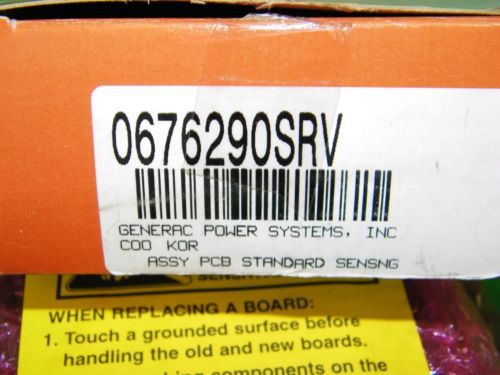 0676290SRV
GENERAC POWER SYSTEMS, INC
COO KOR
ASSY PCB STANDARD SENSNG
WHEN REPLACING A BOARD:
1. Touch a grounded surface before
handling the old and new boards.
components on the